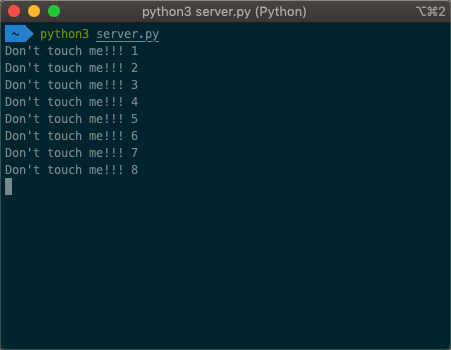 python3 server.py (Python) ⌥⌘2
~ python3 server.py
Don't touch me!!! 1
Don't touch me!!! 2
Don't touch me!!! 3
Don't touch me!!! 4
Don't touch me!!! 5
Don't touch me!!! 6
Don't touch me!!! 7
Don't touch me!!! 8